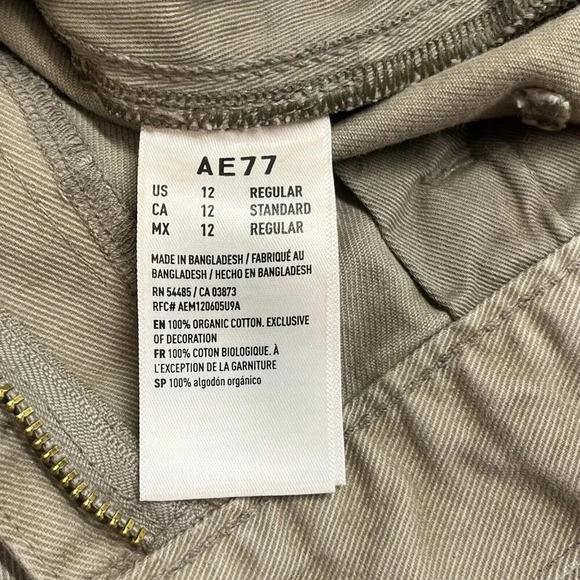 AE77
US 12 REGULAR
CA 12 STANDARD
MX 12 REGULAR
MADE IN BANGLADESH / FABRIQUÉ AU
BANGLADESH / HECHO EN BANGLADESH
RN 54485 / CA 03873
RFC# AEM120605U9A
EN 100% ORGANIC COTTON. EXCLUSIVE
OF DECORATION
FR 100% COTON BIOLOGIQUE. À
L'EXCEPTION DE LA GARNITURE
SP 100% algodón orgánico